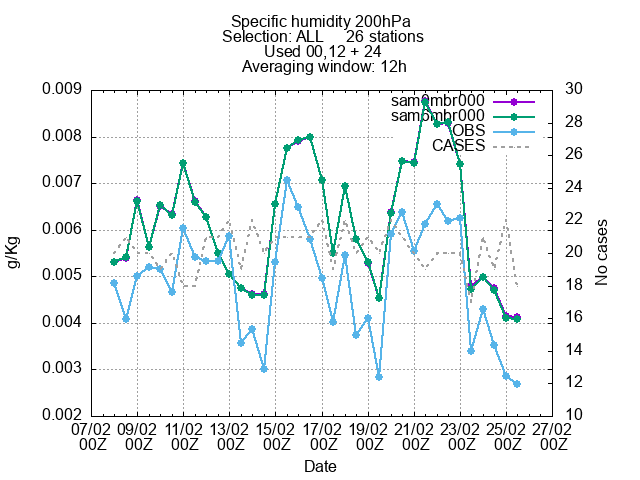 Specific humidity 200hPa
Selection: ALL 26 stations
Used 00,12 + 24
Averaging window: 12h
0.009
0.008
0.007
0.006
0.005
0.004
0.003
0.002
g/Kg
30
28
26
24
22
20
18
16
14
12
10
No cases
sam0mbr000
sam6mbr000
OBS
CASES
07/02 09/02 11/02 13/02 15/02 17/02 19/02 21/02 23/02 25/02 27/02
00Z 00Z 00Z 00Z 00Z 00Z 00Z 00Z 00Z 00Z 00Z
Date